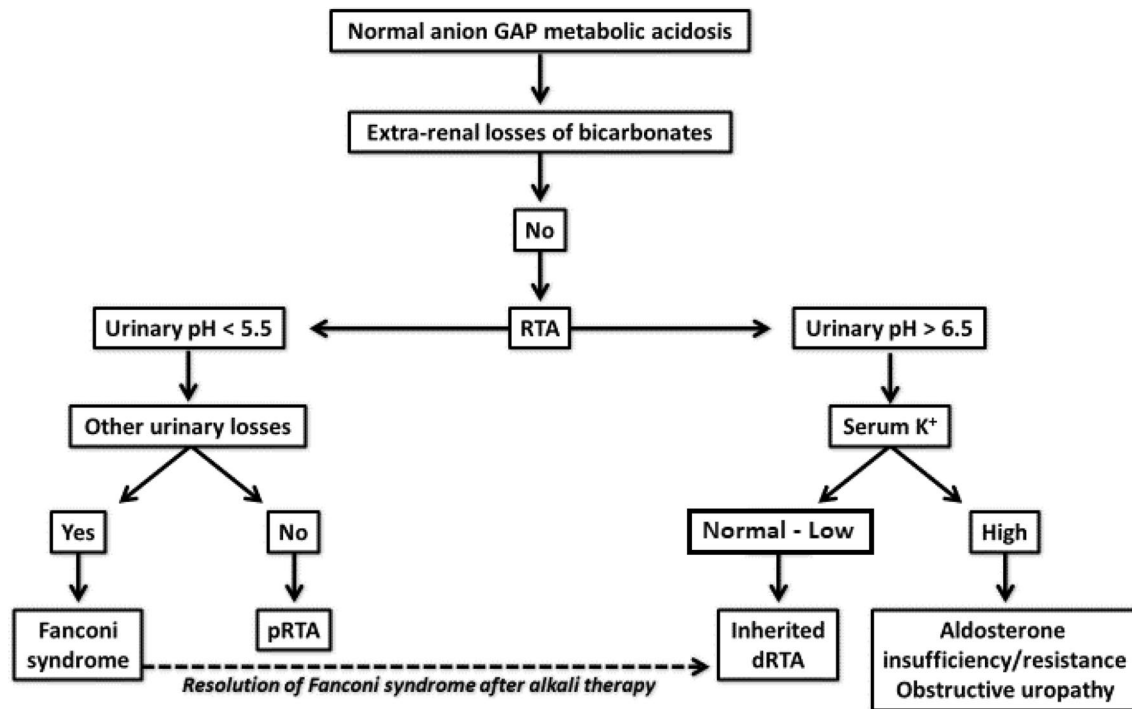 Normal anion GAP metabolic acidosis
Extra-renal losses of bicarbonates
No
Urinary pH < 5.5
RTA
Urinary pH > 6.5
Other urinary losses
Serum K⁺
Yes
No
Normal - Low
High
Fanconi
syndrome
pRTA
Inherited
dRTA
Aldosterone
insufficiency/resistance
Obstructive uropathy
Resolution of Fanconi syndrome after alkali therapy